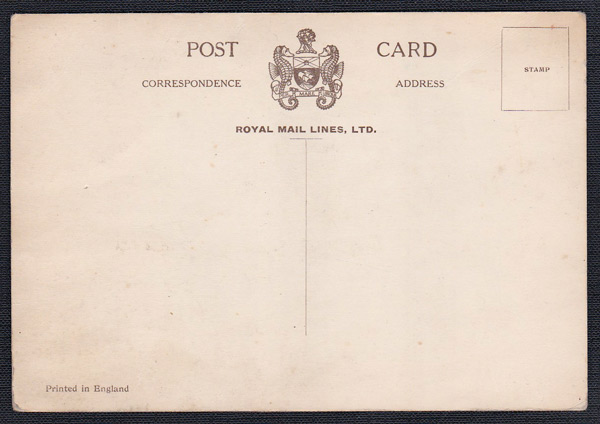 POST CARD
STAMP
CORRESPONDENCE ADDRESS
ROYAL MAIL LINES, LTD.
Printed in England